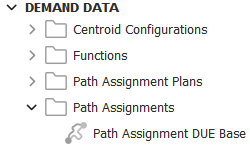 DEMAND DATA
Centroid Configurations
Functions
Path Assignment Plans
Path Assignments
Path Assignment DUE Base